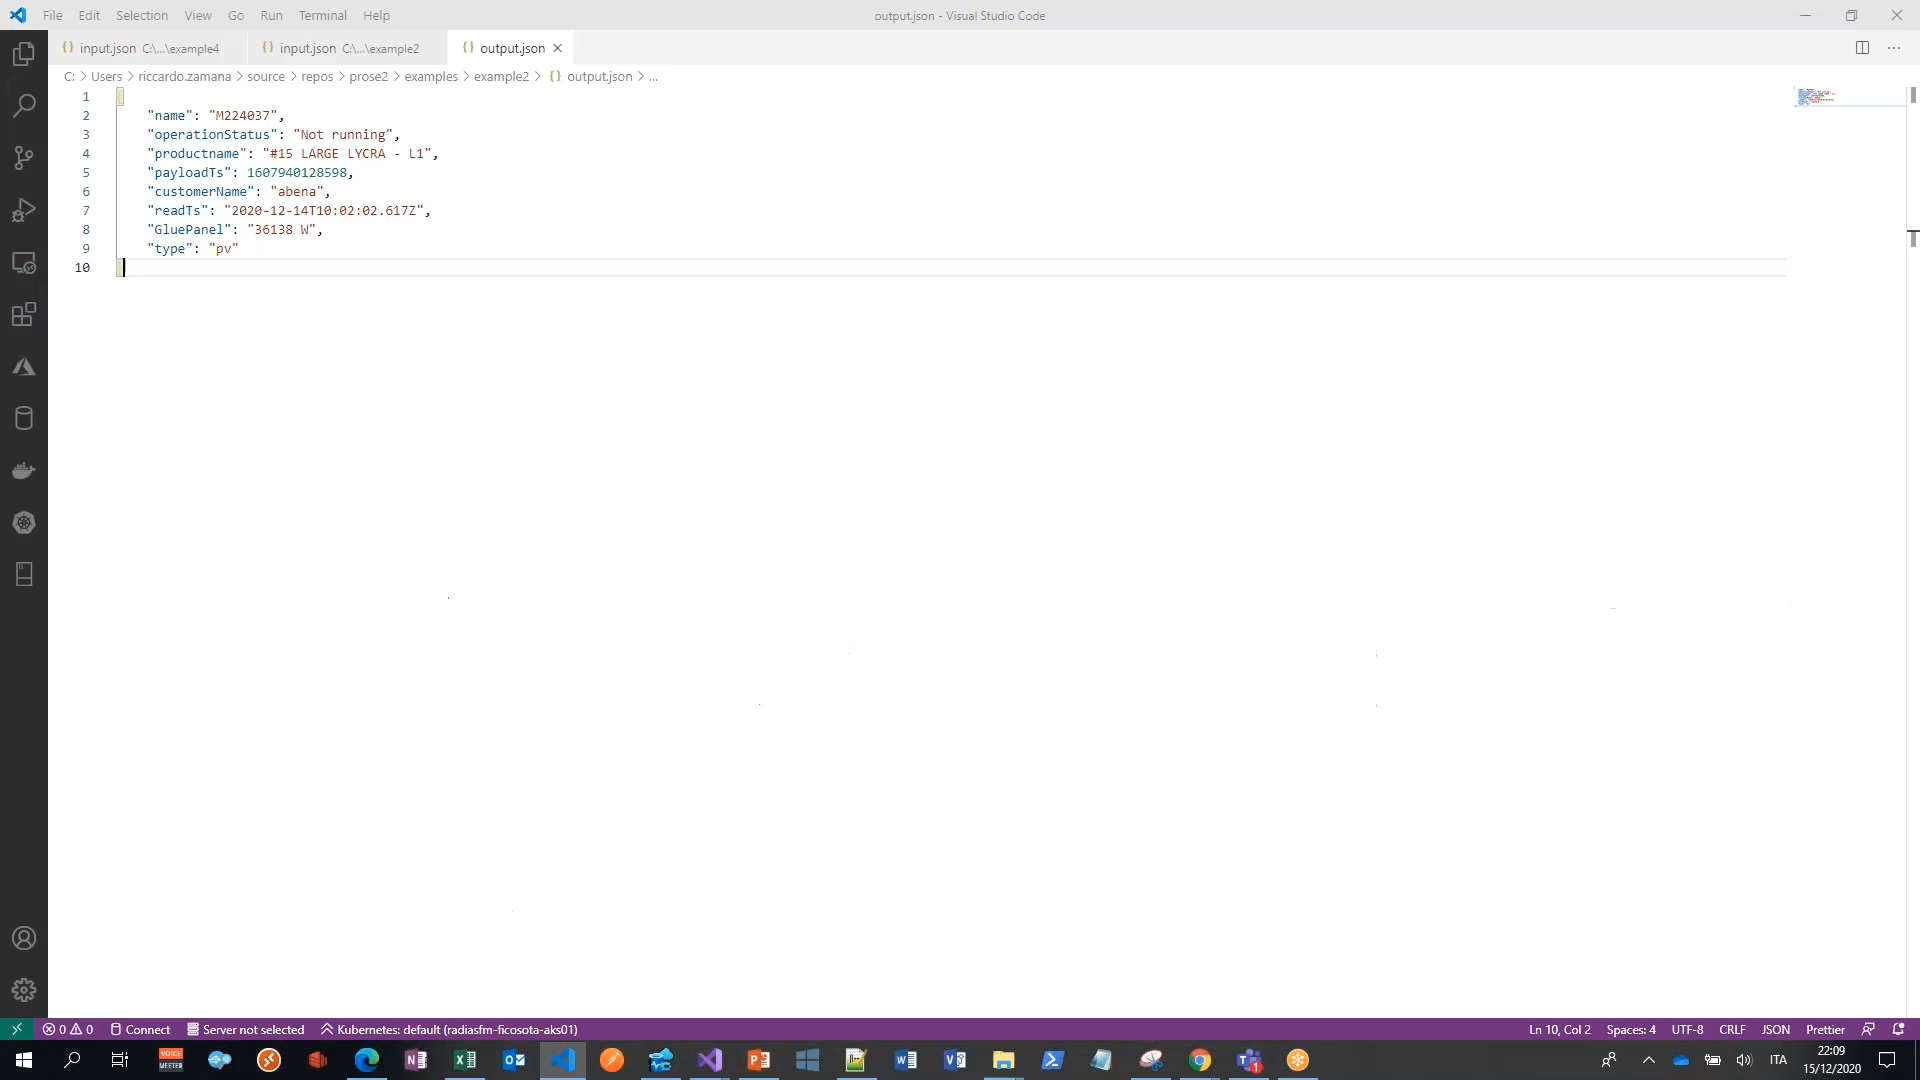 File Edit Selection View Go Run Terminal Help
output.json - Visual Studio Code
input.json C:\...\example4 input.json C:\...\example2 output.json
C: > Users > riccardo.zamana > source > repos > prose2 > examples > example2 > {} output.json > ...
1 {
2 "name": "M224037",
3 "operationStatus": "Not running",
4 "productname": "#15 LARGE LYCRA - L1",
5 "payloadTs": 1607940128598,
6 "customerName": "abena",
7 "readTs": "2020-12-14T10:02:02.617Z",
8 "GluePanel": "36138 W",
9 "type": "pv"
10 }
0 0 Connect Server not selected Kubernetes: default (radiasfm-ficosota-aks01)
Ln 10, Col 2 Spaces: 4 UTF-8 CRLF JSON Prettier
VOICE MEETER
ITA
22:09
15/12/2020